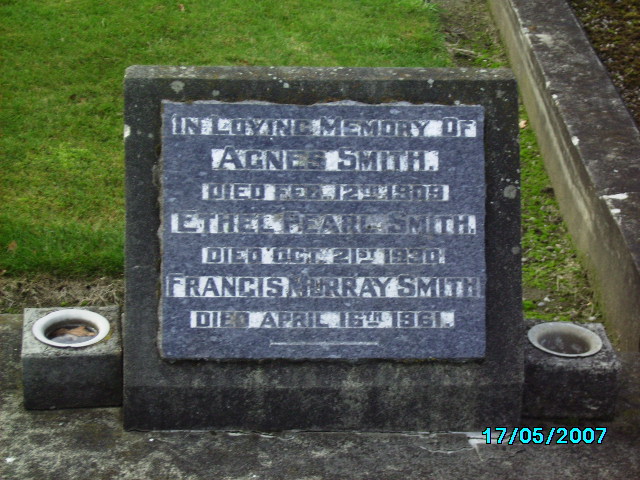 IN LOVING MEMORY OF
AGNES SMITH.
DIED FEB. 12TH 1909
ETHEL PEARL SMITH.
DIED OCT. 21ST 1930.
FRANCIS MURRAY SMITH
DIED APRIL 16TH 1961.
17/05/2007